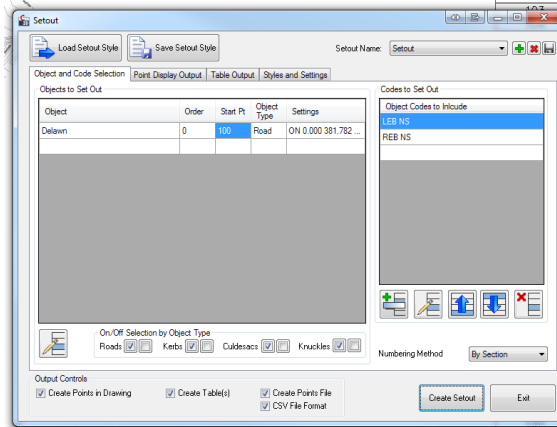 Setout
Load Setout Style
Save Setout Style
Setout Name:
Setout
Object and Code Selection
Point Display Output
Table Output
Styles and Settings
Objects to Set Out
Object
Order
Start Pt
Object Type
Settings
Delawn
0
100
Road
ON 0.000 381.782 ...
Codes to Set Out
Object Codes to Inlcude
LEB NS
REB NS
On/Off Selection by Object Type
Roads
Kerbs
Culdesacs
Knuckles
Numbering Method
By Section
Output Controls
Create Points in Drawing
Create Table(s)
Create Points File
CSV File Format
Create Setout
Exit